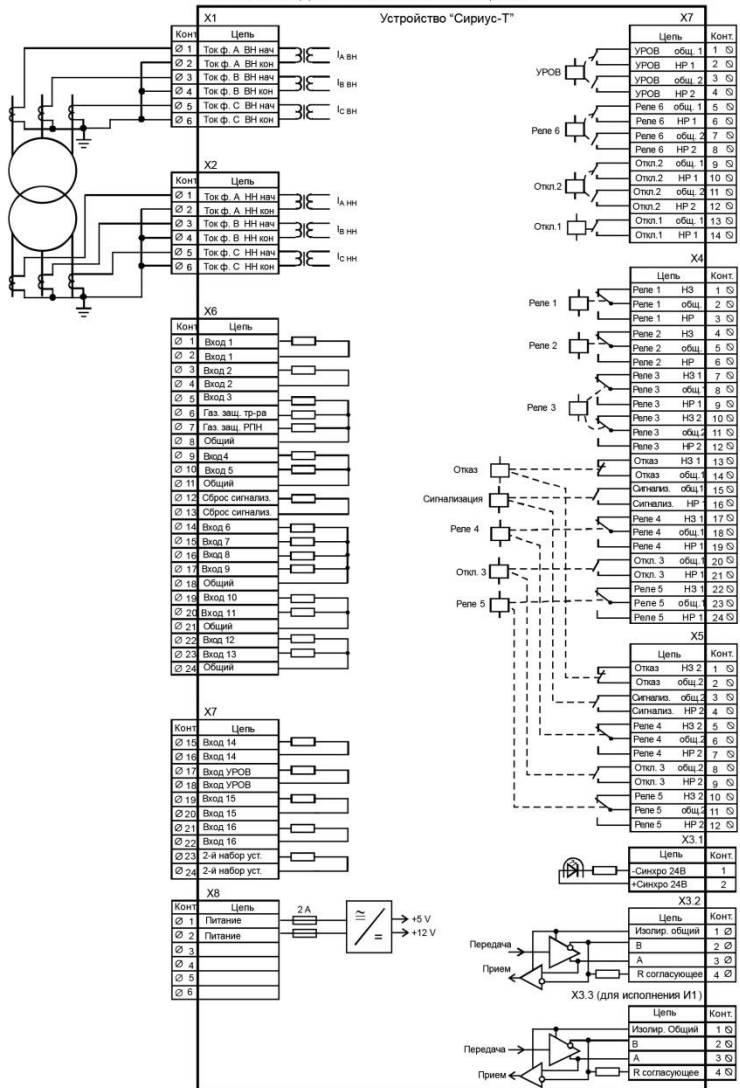 Устройство “Сириус-Т”
X1
Конт Цепь
Ø 1 Ток ф. А ВН нач
Ø 2 Ток ф. А ВН кон
Ø 3 Ток ф. В ВН нач
Ø 4 Ток ф. В ВН кон
Ø 5 Ток ф. С ВН нач
Ø 6 Ток ф. С ВН кон
IА ВН
IВ ВН
IС ВН
X2
Конт Цепь
Ø 1 Ток ф. А НН нач
Ø 2 Ток ф. А НН кон
Ø 3 Ток ф. В НН нач
Ø 4 Ток ф. В НН кон
Ø 5 Ток ф. С НН нач
Ø 6 Ток ф. С НН кон
IА НН
IВ НН
IС НН
X6
Конт Цепь
Ø 1 Вход 1
Ø 2 Вход 1
Ø 3 Вход 2
Ø 4 Вход 2
Ø 5 Вход 3
Ø 6 Газ. защ. тр-ра
Ø 7 Газ. защ. РПН
Ø 8 Общий
Ø 9 Вход4
Ø 10 Вход 5
Ø 11 Общий
Ø 12 Сброс сигнализ.
Ø 13 Сброс сигнализ.
Ø 14 Вход 6
Ø 15 Вход 7
Ø 16 Вход 8
Ø 17 Вход 9
Ø 18 Общий
Ø 19 Вход 10
Ø 20 Вход 11
Ø 21 Общий
Ø 22 Вход 12
Ø 23 Вход 13
Ø 24 Общий
X7
Конт Цепь
Ø 15 Вход 14
Ø 16 Вход 14
Ø 17 Вход УРОВ
Ø 18 Вход УРОВ
Ø 19 Вход 15
Ø 20 Вход 15
Ø 21 Вход 16
Ø 22 Вход 16
Ø 23 2-й набор уст.
Ø 24 2-й набор уст.
X8
Конт Цепь
Ø 1 Питание
Ø 2 Питание
Ø 3
Ø 4
Ø 5
Ø 6
2 А
≅
=
+5 V
+12 V
X7
Цепь Конт.
УРОВ общ. 1 1 Ø
УРОВ НР 1 2 Ø
УРОВ общ. 2 3 Ø
УРОВ НР 2 4 Ø
Реле 6 общ. 1 5 Ø
Реле 6 НР 1 6 Ø
Реле 6 общ. 2 7 Ø
Реле 6 НР 2 8 Ø
Откл.2 общ. 1 9 Ø
Откл.2 НР 1 10 Ø
Откл.2 общ. 2 11 Ø
Откл.2 НР 2 12 Ø
Откл.1 общ. 1 13 Ø
Откл.1 НР 1 14 Ø
УРОВ
Реле 6
Откл.2
Откл.1
X4
Цепь Конт.
Реле 1 НЗ 1 Ø
Реле 1 общ. 2 Ø
Реле 1 НР 3 Ø
Реле 2 НЗ 4 Ø
Реле 2 общ. 5 Ø
Реле 2 НР 6 Ø
Реле 3 НЗ 1 7 Ø
Реле 3 общ.1 8 Ø
Реле 3 НР 1 9 Ø
Реле 3 НЗ 2 10 Ø
Реле 3 общ.2 11 Ø
Реле 3 НР 2 12 Ø
Отказ НЗ 1 13 Ø
Отказ общ.1 14 Ø
Сигнализ. общ.1 15 Ø
Сигнализ. НР 1 16 Ø
Реле 4 НЗ 1 17 Ø
Реле 4 общ.1 18 Ø
Реле 4 НР 1 19 Ø
Откл. 3 общ.1 20 Ø
Откл. 3 НР 1 21 Ø
Реле 5 НЗ 1 22 Ø
Реле 5 общ.1 23 Ø
Реле 5 НР 1 24 Ø
Реле 1
Реле 2
Реле 3
Отказ
Сигнализация
Реле 4
Откл. 3
Реле 5
X5
Цепь Конт.
Отказ НЗ 2 1 Ø
Отказ общ.2 2 Ø
Сигнализ. общ.2 3 Ø
Сигнализ. НР 2 4 Ø
Реле 4 НЗ 2 5 Ø
Реле 4 общ.2 6 Ø
Реле 4 НР 2 7 Ø
Откл. 3 общ.2 8 Ø
Откл. 3 НР 2 9 Ø
Реле 5 НЗ 2 10 Ø
Реле 5 общ.2 11 Ø
Реле 5 НР 2 12 Ø
X3.1
Цепь Конт.
-Синхро 24В 1
+Синхро 24В 2
X3.2
Цепь Конт.
Изолир. общий 1 Ø
В 2 Ø
А 3 Ø
R согласующее 4 Ø
Передача
Прием
X3.3 (для исполнения И1)
Цепь Конт.
Изолир. Общий 1 Ø
В 2 Ø
А 3 Ø
R согласующее 4 Ø
Передача
Прием